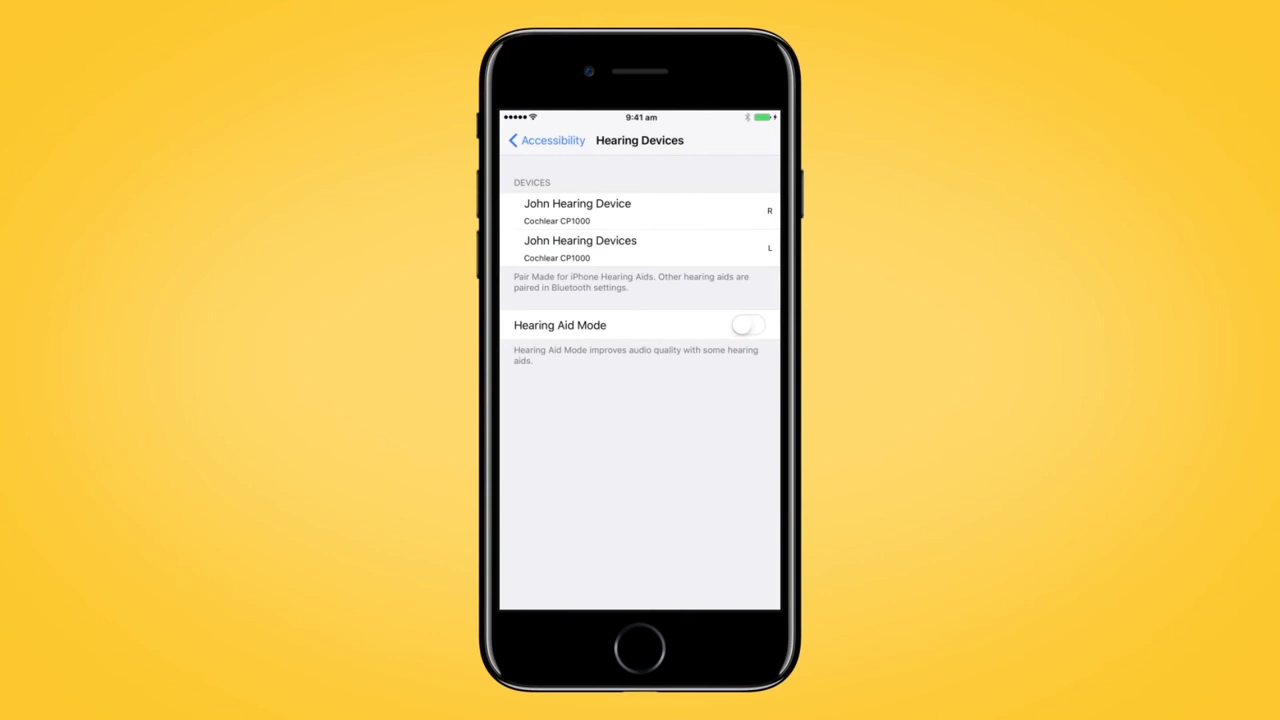 9:41 am
Accessibility Hearing Devices
DEVICES
John Hearing Device
Cochlear CP1000
R
John Hearing Devices
Cochlear CP1000
L
Pair Made for iPhone Hearing Aids. Other hearing aids are
paired in Bluetooth settings.
Hearing Aid Mode
Hearing Aid Mode improves audio quality with some hearing
aids.